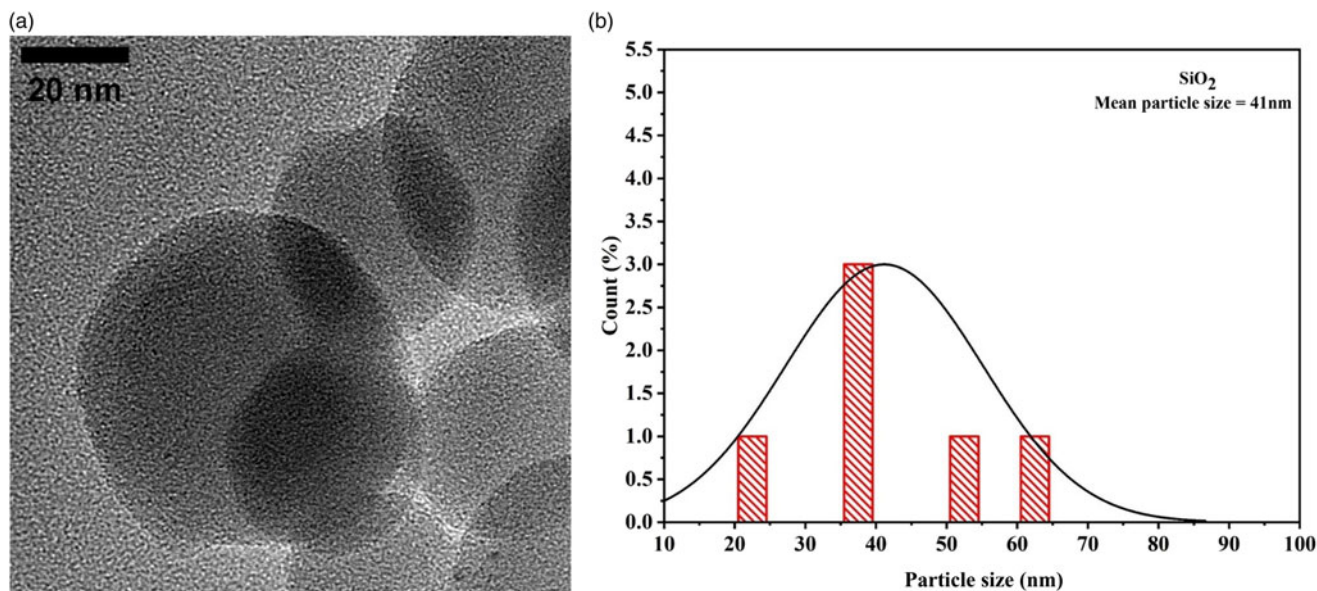 (a)
20 nm
(b)
SiO2
Mean particle size = 41nm
Count (%)
5.5
5.0
4.5
4.0
3.5
3.0
2.5
2.0
1.5
1.0
0.5
0.0
10 20 30 40 50 60 70 80 90 100
Particle size (nm)